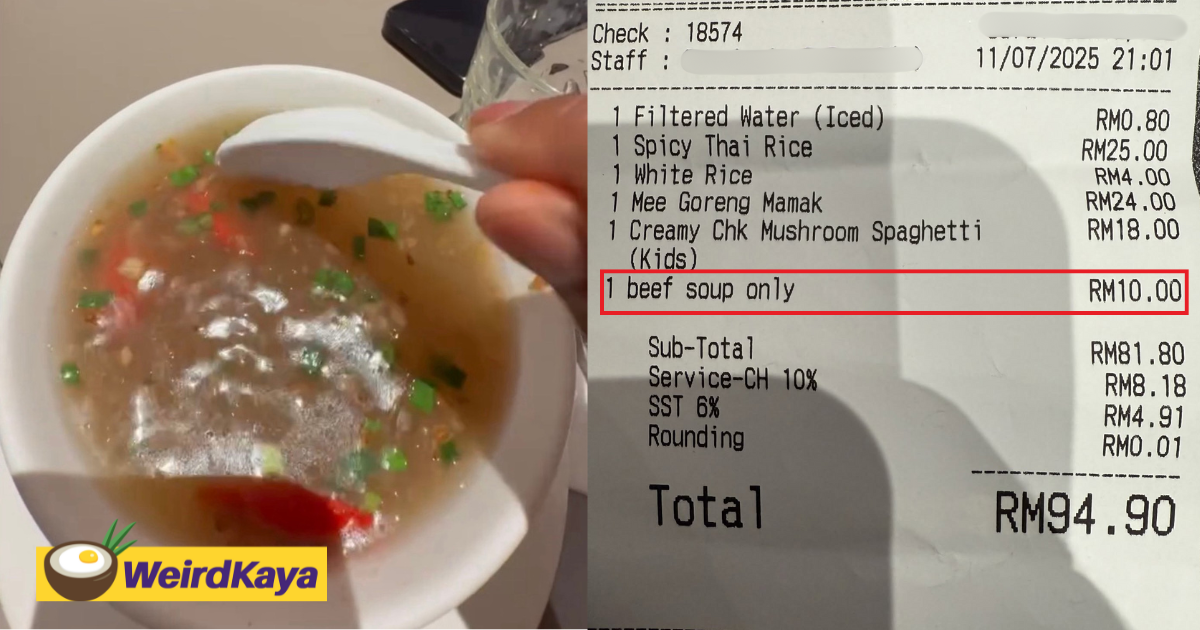 Check : 18574
Staff :
11/07/2025 21:01
1 Filtered Water (Iced) RM0.80
1 Spicy Thai Rice RM25.00
1 White Rice RM4.00
1 Mee Goreng Mamak RM24.00
1 Creamy Chk Mushroom Spaghetti RM18.00
(Kids)
1 beef soup only RM10.00
Sub-Total RM81.80
Service-CH 10% RM8.18
SST 6% RM4.91
Rounding RM0.01
Total RM94.90
WeirdKaya